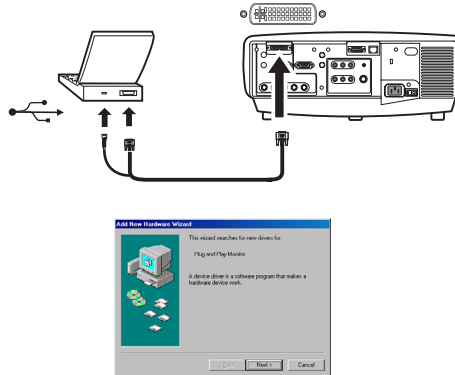 Add New Hardware Wizard
This wizard searches for new drivers for:
Plug and Play Monitor
A device driver is a software program that makes a
hardware device work.
< Back
Next >
Cancel